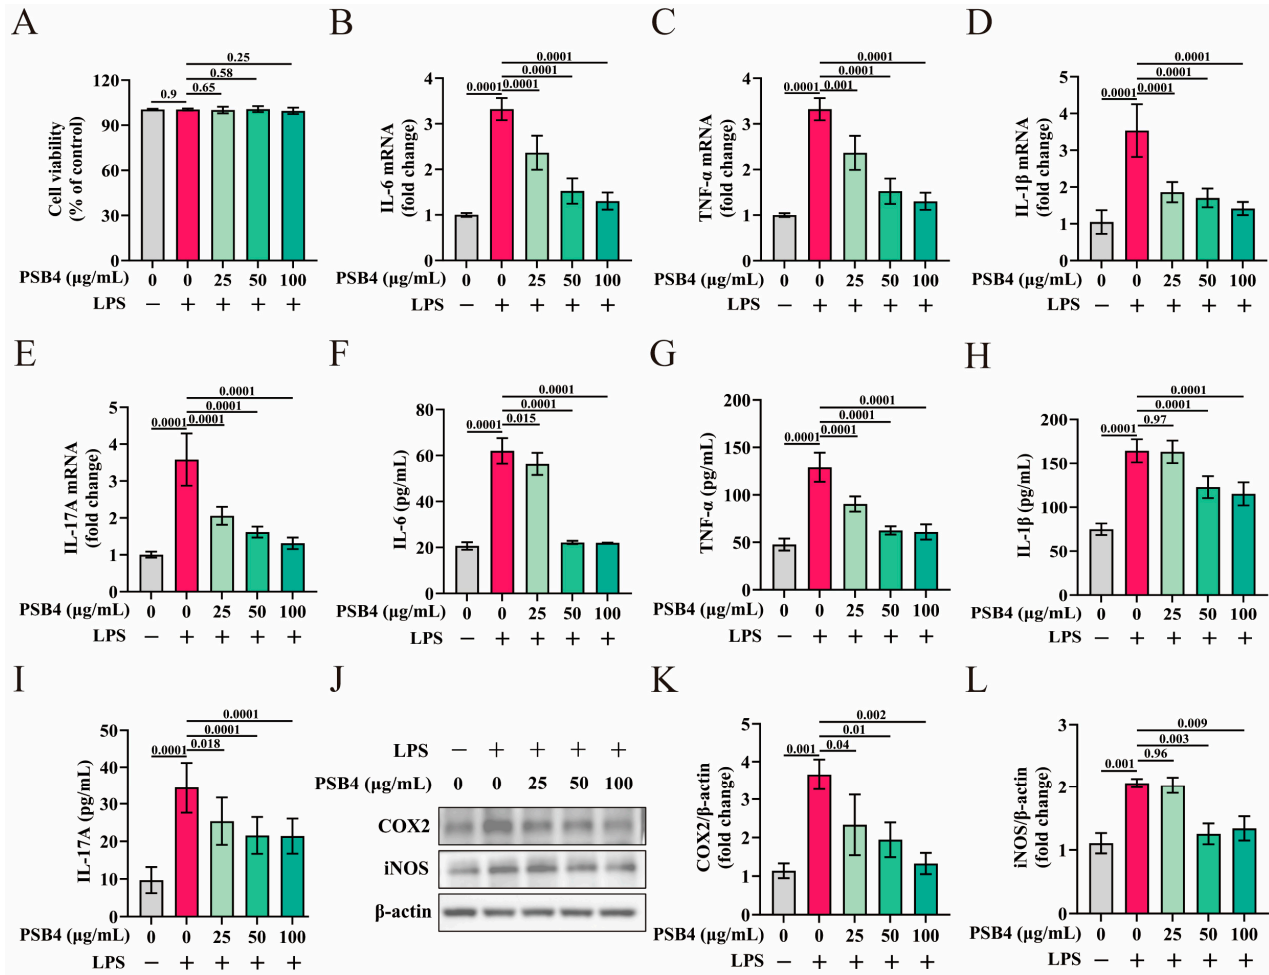 A
0.25
0.58
0.9 0.65
120
90
60
30
0
Cell viability
(% of control)
PSB4 (μg/mL) 0 0 25 50 100
LPS — + + + +
B
0.0001
0.0001
0.0001 0.0001
4
3
2
1
0
IL-6 mRNA
(fold change)
PSB4 (μg/mL) 0 0 25 50 100
LPS — + + + +
C
0.0001
0.0001
0.0001 0.001
4
3
2
1
0
TNF-α mRNA
(fold change)
PSB4 (μg/mL) 0 0 25 50 100
LPS — + + + +
D
0.0001
0.0001
0.0001 0.0001
5
4
3
2
1
0
IL-1β mRNA
(fold change)
PSB4 (μg/mL) 0 0 25 50 100
LPS — + + + +
E
0.0001
0.0001
0.0001 0.0001
5
4
3
2
1
0
IL-17A mRNA
(fold change)
PSB4 (μg/mL) 0 0 25 50 100
LPS — + + + +
F
0.0001
0.0001
0.0001 0.015
80
60
40
20
0
IL-6 (pg/mL)
PSB4 (μg/mL) 0 0 25 50 100
LPS — + + + +
G
0.0001
0.0001
0.0001 0.0001
200
150
100
50
0
TNF-α (pg/mL)
PSB4 (μg/mL) 0 0 25 50 100
LPS — + + + +
H
0.0001
0.0001
0.0001 0.97
200
150
100
50
0
IL-1β (pg/mL)
PSB4 (μg/mL) 0 0 25 50 100
LPS — + + + +
I
0.0001
0.0001
0.0001 0.018
50
40
30
20
10
0
IL-17A (pg/mL)
PSB4 (μg/mL) 0 0 25 50 100
LPS — + + + +
J
LPS — + + + +
PSB4 (μg/mL) 0 0 25 50 100
COX2
iNOS
β-actin
K
0.002
0.01
0.001 0.04
5
4
3
2
1
0
COX2/β-actin
(fold change)
PSB4 (μg/mL) 0 0 25 50 100
LPS — + + + +
L
0.009
0.003
0.001 0.96
3
2
1
0
iNOS/β-actin
(fold change)
PSB4 (μg/mL) 0 0 25 50 100
LPS — + + + +